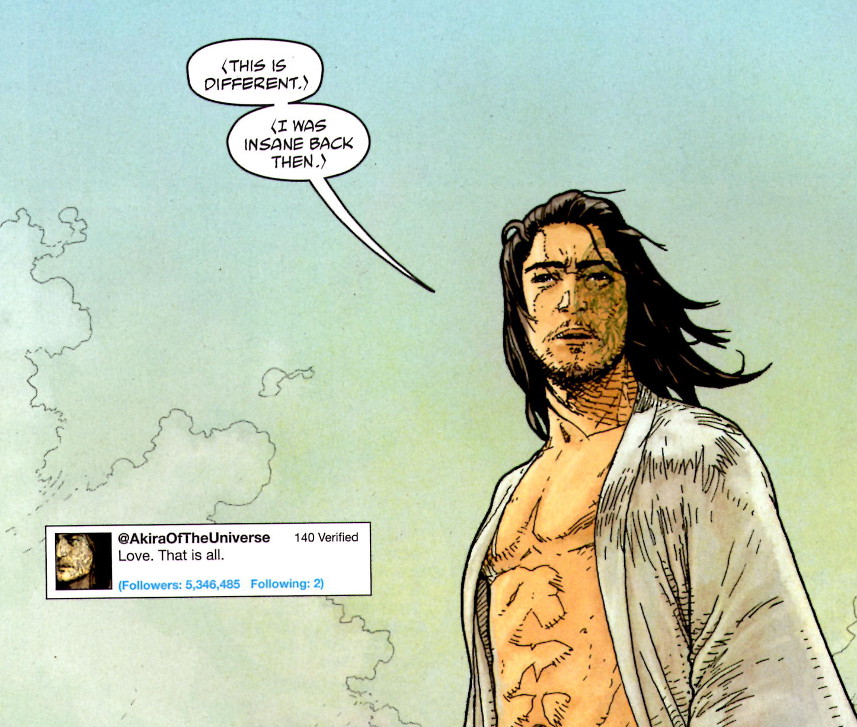 〈THIS IS
DIFFERENT.〉
〈I WAS
INSANE BACK
THEN.〉
@AkiraOfTheUniverse 140 Verified
Love. That is all.
(Followers: 5,346,485 Following: 2)